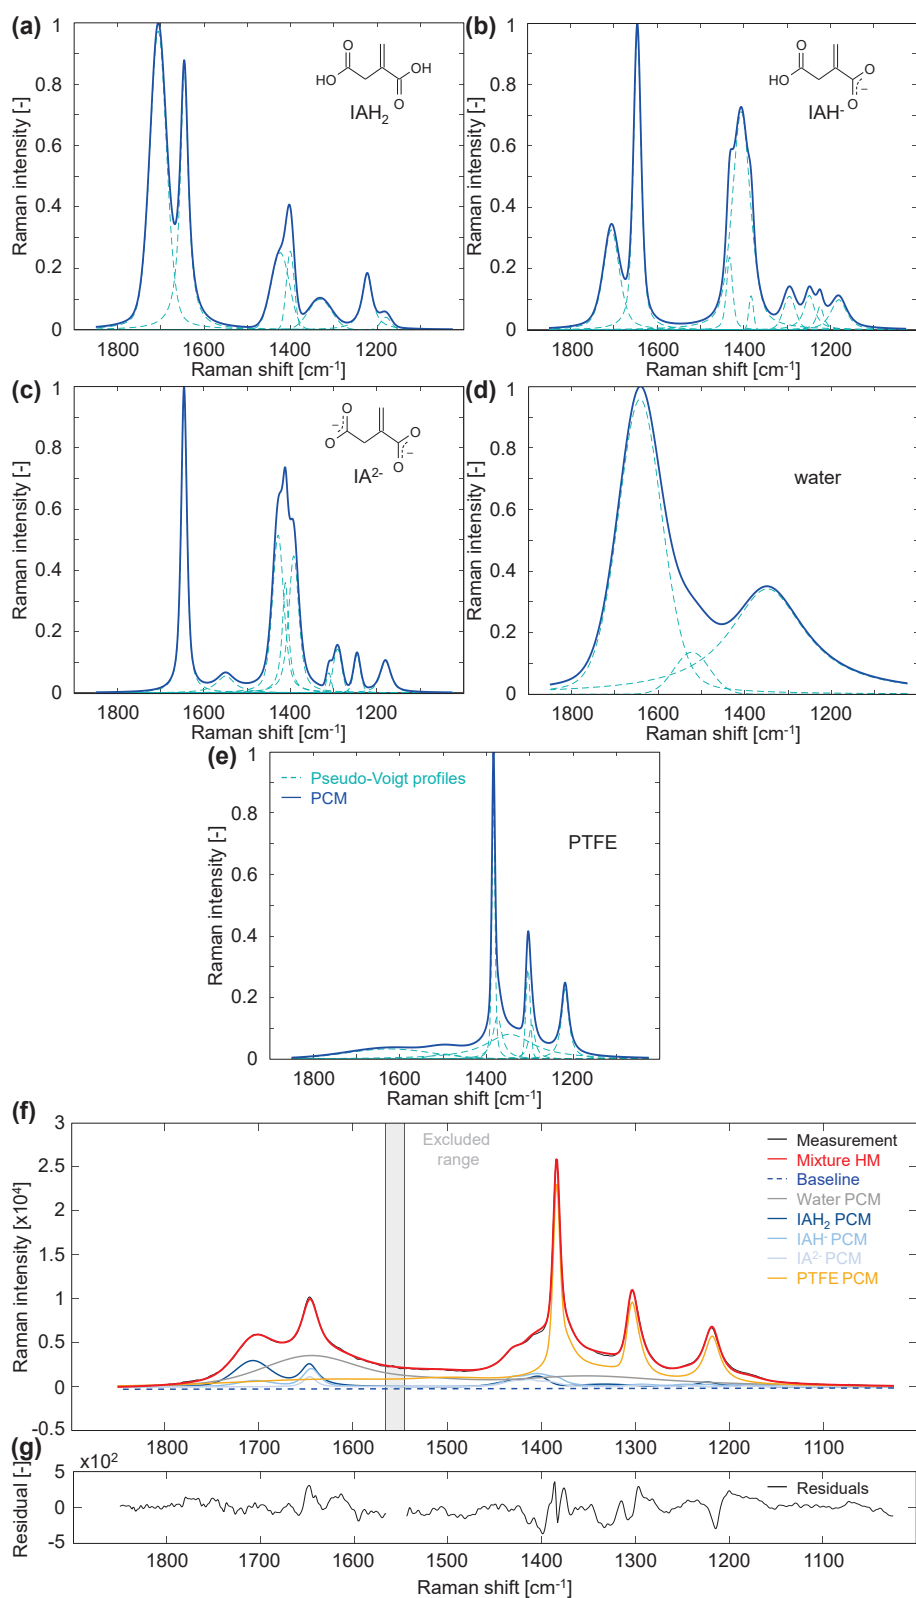 (a)
1
0.8
0.6
0.4
0.2
0
Raman intensity [-]
1800 1600 1400 1200
Raman shift [cm-1]
O
HO
OH
O
IAH2
(b)
1
0.8
0.6
0.4
0.2
0
Raman intensity [-]
1800 1600 1400 1200
Raman shift [cm-1]
O
HO
O
O
−
IAH-
(c)
1
0.8
0.6
0.4
0.2
0
Raman intensity [-]
1800 1600 1400 1200
Raman shift [cm-1]
O
−
O
O
−
O
IA2-
(d)
1
0.8
0.6
0.4
0.2
0
Raman intensity [-]
1800 1600 1400 1200
Raman shift [cm-1]
water
(e)
1
0.8
0.6
0.4
0.2
0
Raman intensity [-]
1800 1600 1400 1200
Raman shift [cm-1]
Pseudo-Voigt profiles
PCM
PTFE
(f)
3
2.5
2
1.5
1
0.5
0
-0.5
Raman intensity [x10⁴]
Excluded
range
Measurement
Mixture HM
Baseline
Water PCM
IAH2 PCM
IAH- PCM
IA2- PCM
PTFE PCM
1800 1700 1600 1500 1400 1300 1200 1100
(g)
x10²
5
0
-5
Residual [-]
Residuals
1800 1700 1600 1500 1400 1300 1200 1100
Raman shift [cm-1]